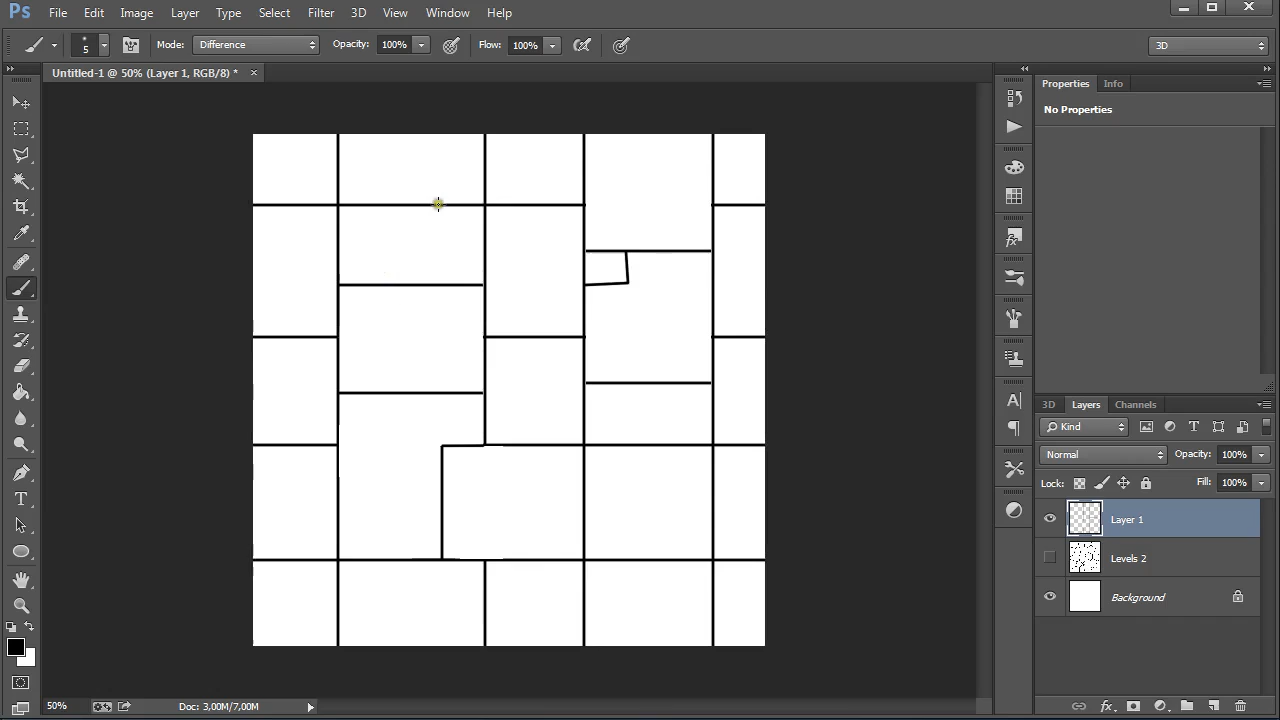 Ps File Edit Image Layer Type Select Filter 3D View Window Help
5 Mode: Difference Opacity: 100% Flow: 100% 3D
Untitled-1 @ 50% (Layer 1, RGB/8) *
Properties Info
No Properties
3D Layers Channels
Kind
Normal Opacity: 100%
Lock: Fill: 100%
Layer 1
Levels 2
Background
50% Doc: 3,00M/7,00M